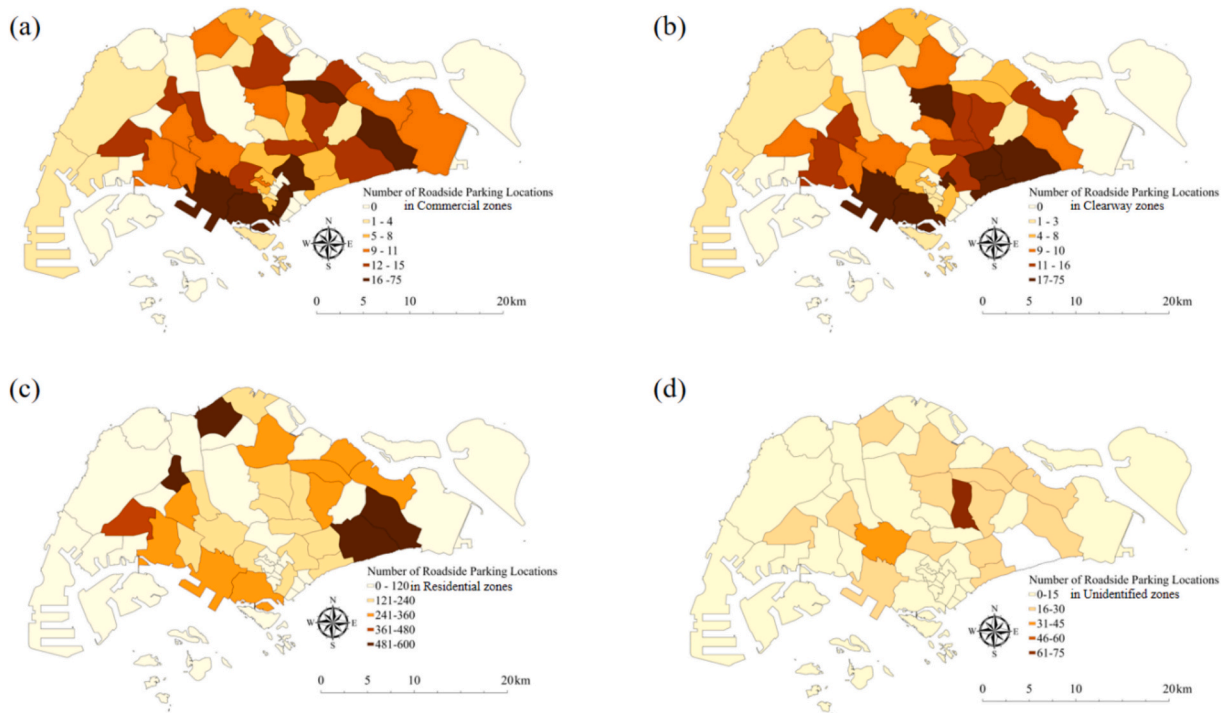 (a)
Number of Roadside Parking Locations
in Commercial zones
0
1 - 4
5 - 8
9 - 11
12 - 15
16 -75
N
W E
S
0 5 10 20km
(b)
Number of Roadside Parking Locations
in Clearway zones
0
1 - 3
4 - 8
9 - 10
11 - 16
17-75
N
W E
S
0 5 10 20km
(c)
Number of Roadside Parking Locations
0 - 120 in Residential zones
121-240
241-360
361-480
481-600
N
W E
S
0 5 10 20km
(d)
Number of Roadside Parking Locations
0-15 in Unidentified zones
16-30
31-45
46-60
61-75
N
W E
S
0 5 10 20km